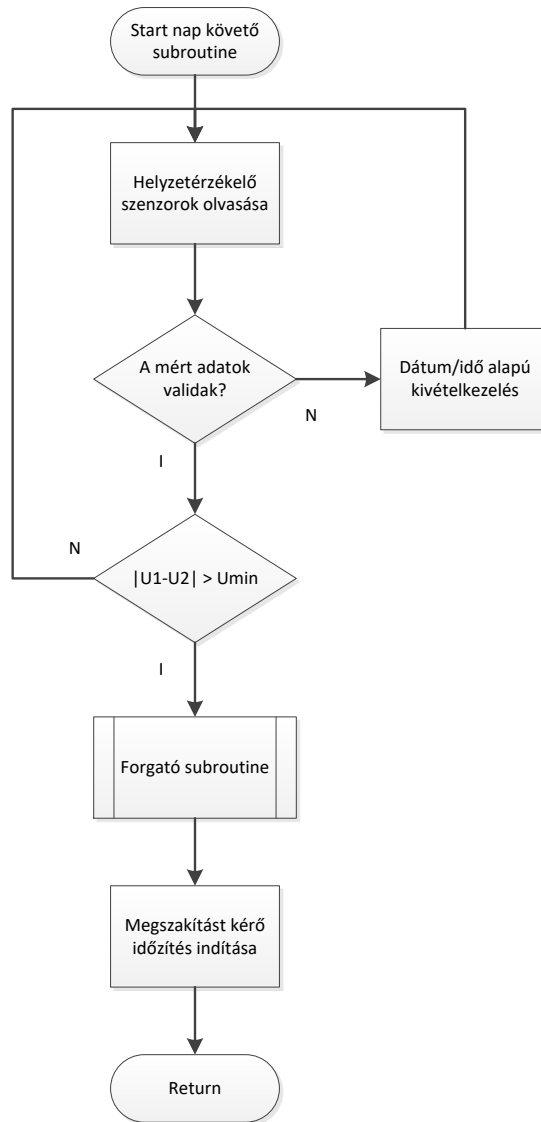 Start nap követő
subroutine
Helyzetérzékelő
szenzorok olvasása
A mért adatok
validak?
N
Dátum/idő alapú
kivételkezelés
I
N
|U1-U2| > Umin
I
Forgató subroutine
Megszakítást kérő
időzítés indítása
Return